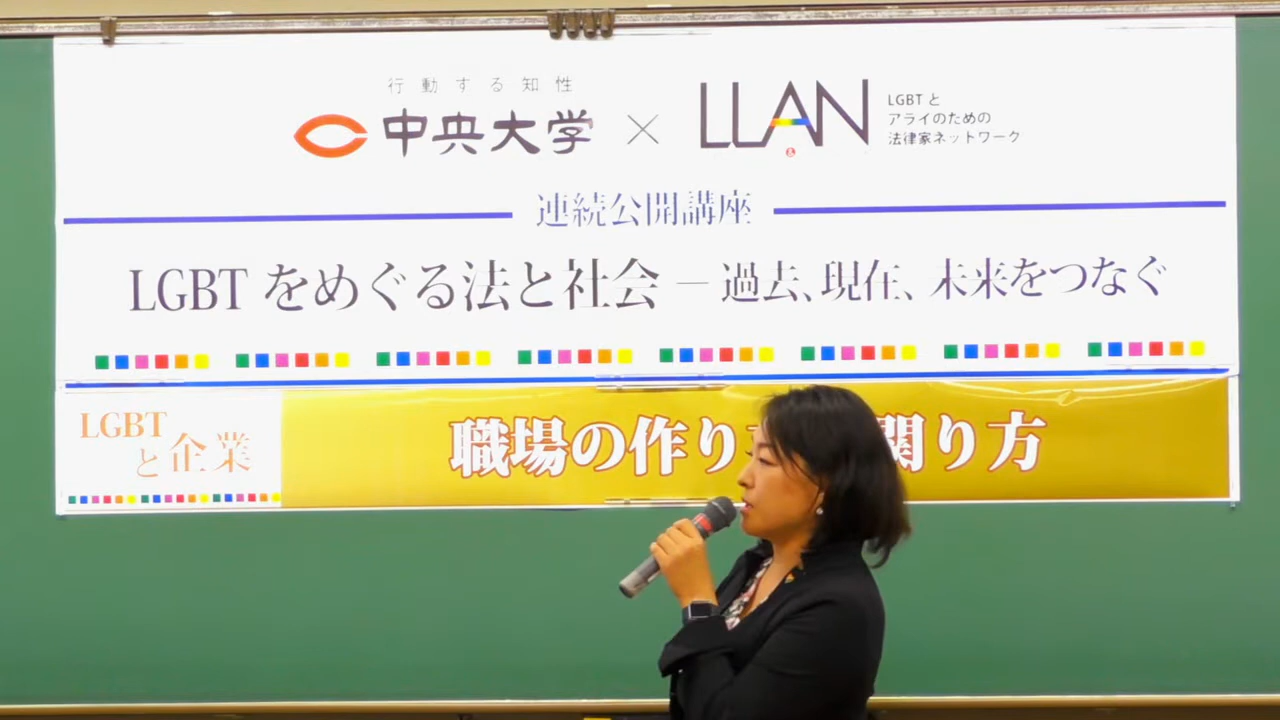 行動する知性
中央大学 × LLAN
LGBTと
アライのための
法律家ネットワーク
連続公開講座
LGBTをめぐる法と社会 ― 過去、現在、未来をつなぐ
LGBT
と企業
職場の作り 関り方